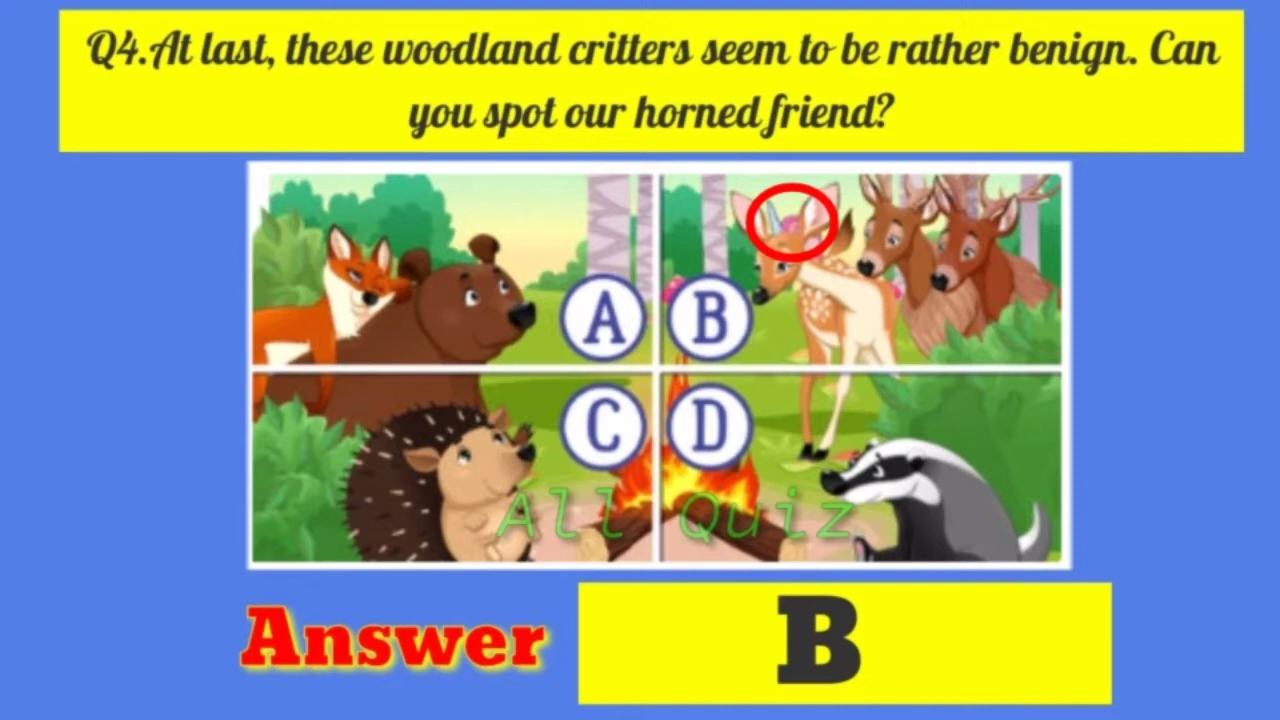 Q4.At last, these woodland critters seem to be rather benign. Can
you spot our horned friend?
A B
C D
All Quiz
Answer B